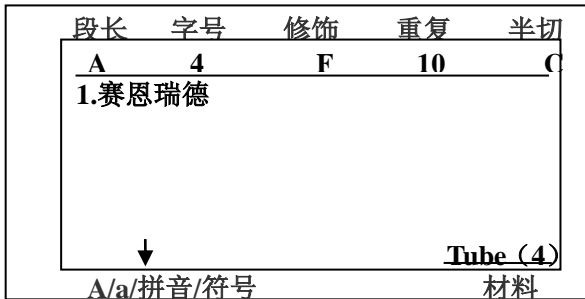 段长 字号 修饰 重复 半切
A 4 F 10 C
1.赛恩瑞德
Tube（4）
A/a/拼音/符号 材料